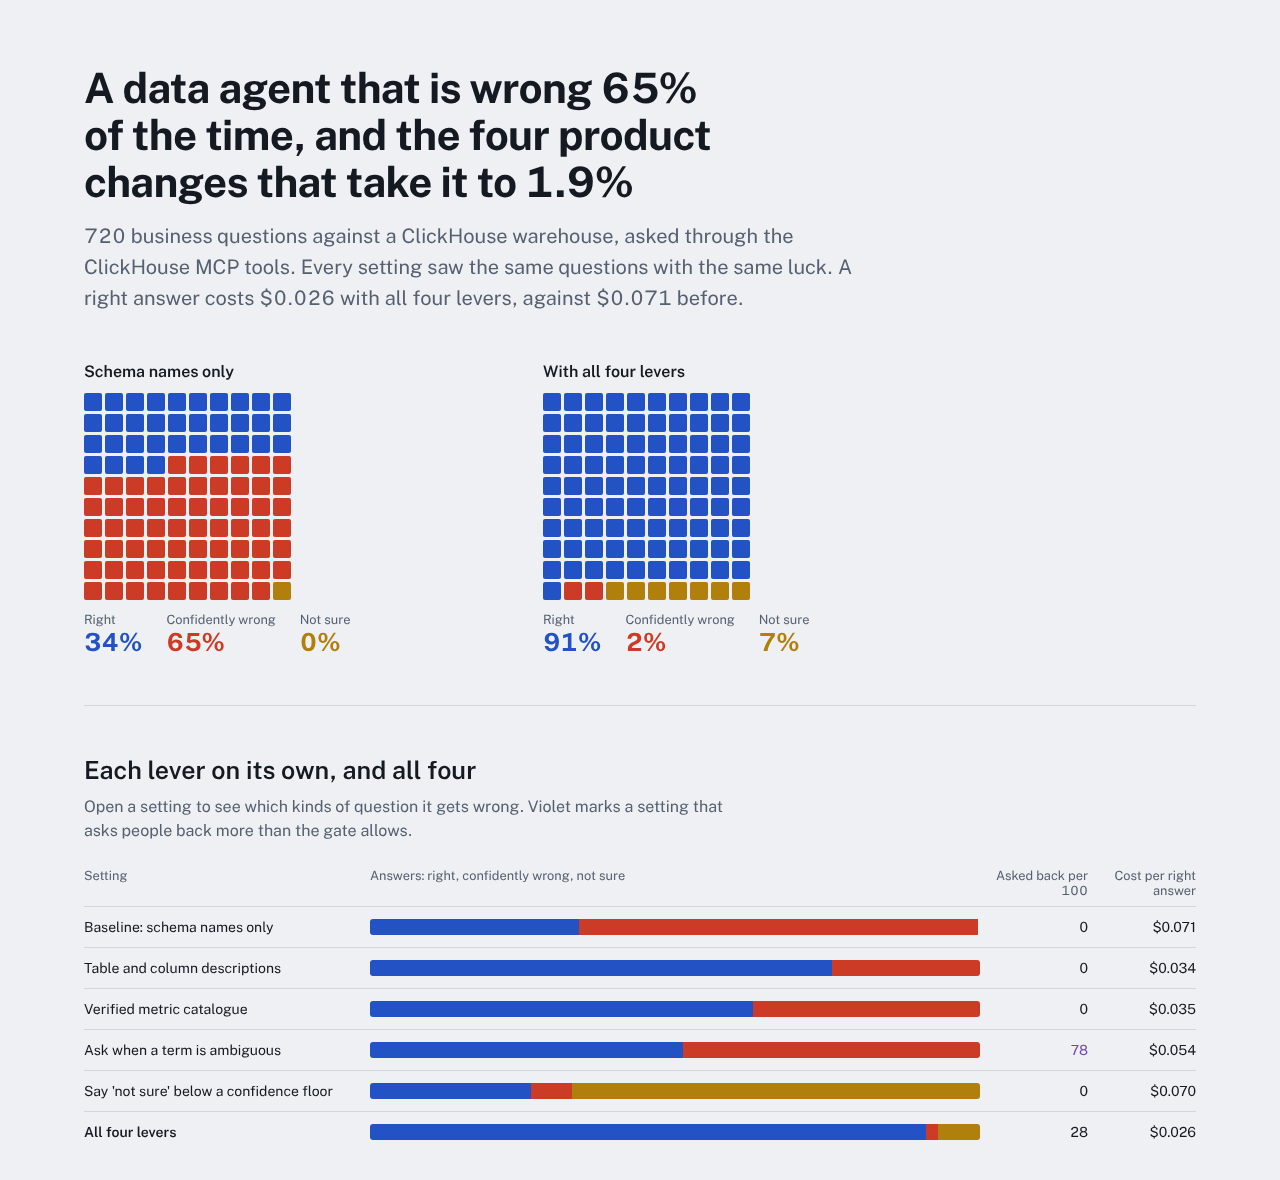 A data agent that is wrong 65%
of the time, and the four product
changes that take it to 1.9%
720 business questions against a ClickHouse warehouse, asked through the
ClickHouse MCP tools. Every setting saw the same questions with the same luck. A
right answer costs $0.026 with all four levers, against $0.071 before.
Schema names only
Right Confidently wrong Not sure
34% 65% 0%
With all four levers
Right Confidently wrong Not sure
91% 2% 7%
Each lever on its own, and all four
Open a setting to see which kinds of question it gets wrong. Violet marks a setting that
asks people back more than the gate allows.
Setting Answers: right, confidently wrong, not sure Asked back per 100 Cost per right answer
Baseline: schema names only 0 $0.071
Table and column descriptions 0 $0.034
Verified metric catalogue 0 $0.035
Ask when a term is ambiguous 78 $0.054
Say 'not sure' below a confidence floor 0 $0.070
All four levers 28 $0.026